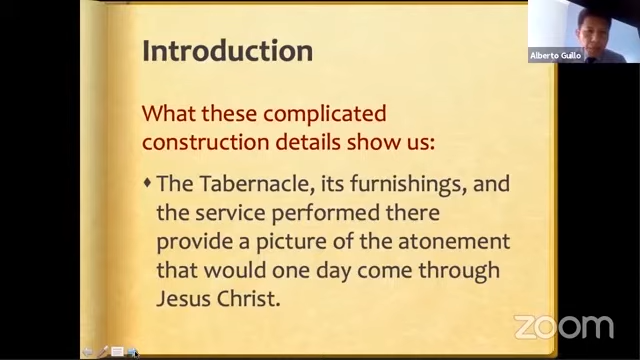 Introduction
Alberto Guillo
What these complicated
construction details show us:
The Tabernacle, its furnishings, and
the service performed there
provide a picture of the atonement
that would one day come through
Jesus Christ.
zoom